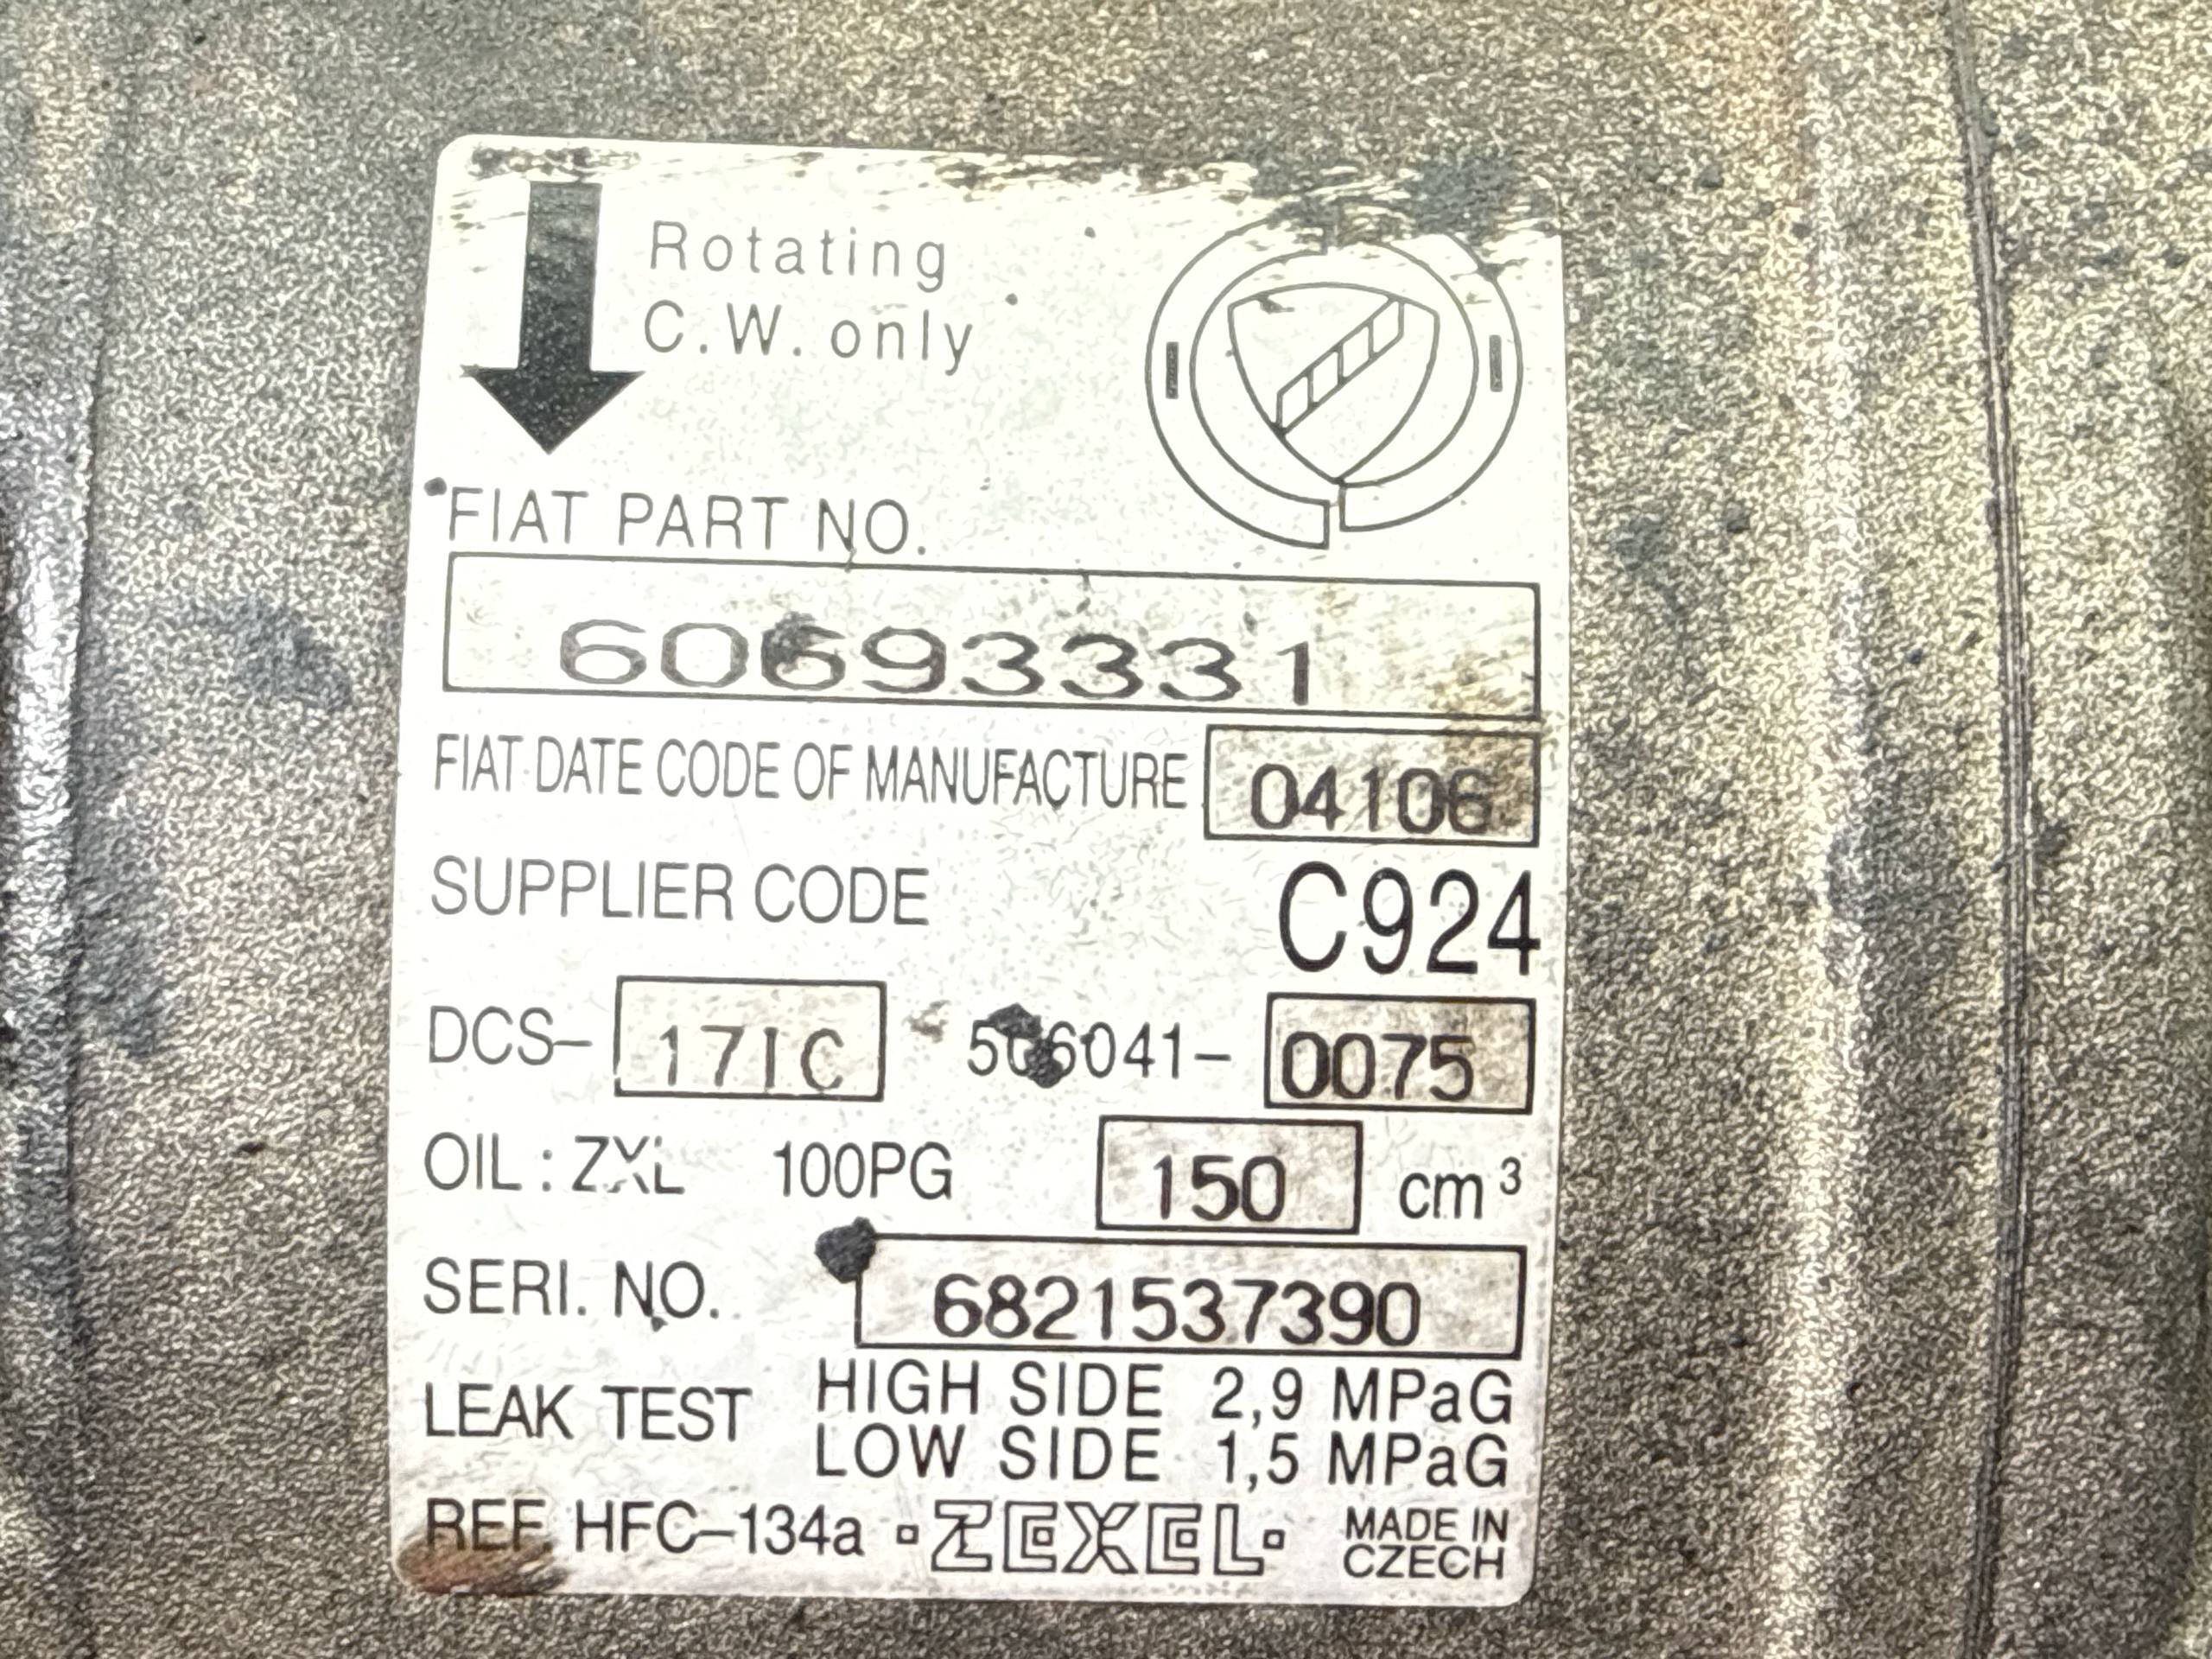 Rotating
C.W. only
FIAT PART NO.
60693331
FIAT DATE CODE OF MANUFACTURE 04106
SUPPLIER CODE C924
DCS– 17IC 506041– 0075
OIL : ZXL 100PG 150 cm³
SERI. NO. 6821537390
LEAK TEST HIGH SIDE 2,9 MPaG
LOW SIDE 1,5 MPaG
REF. HFC–134a ZEXEL MADE IN
CZECH